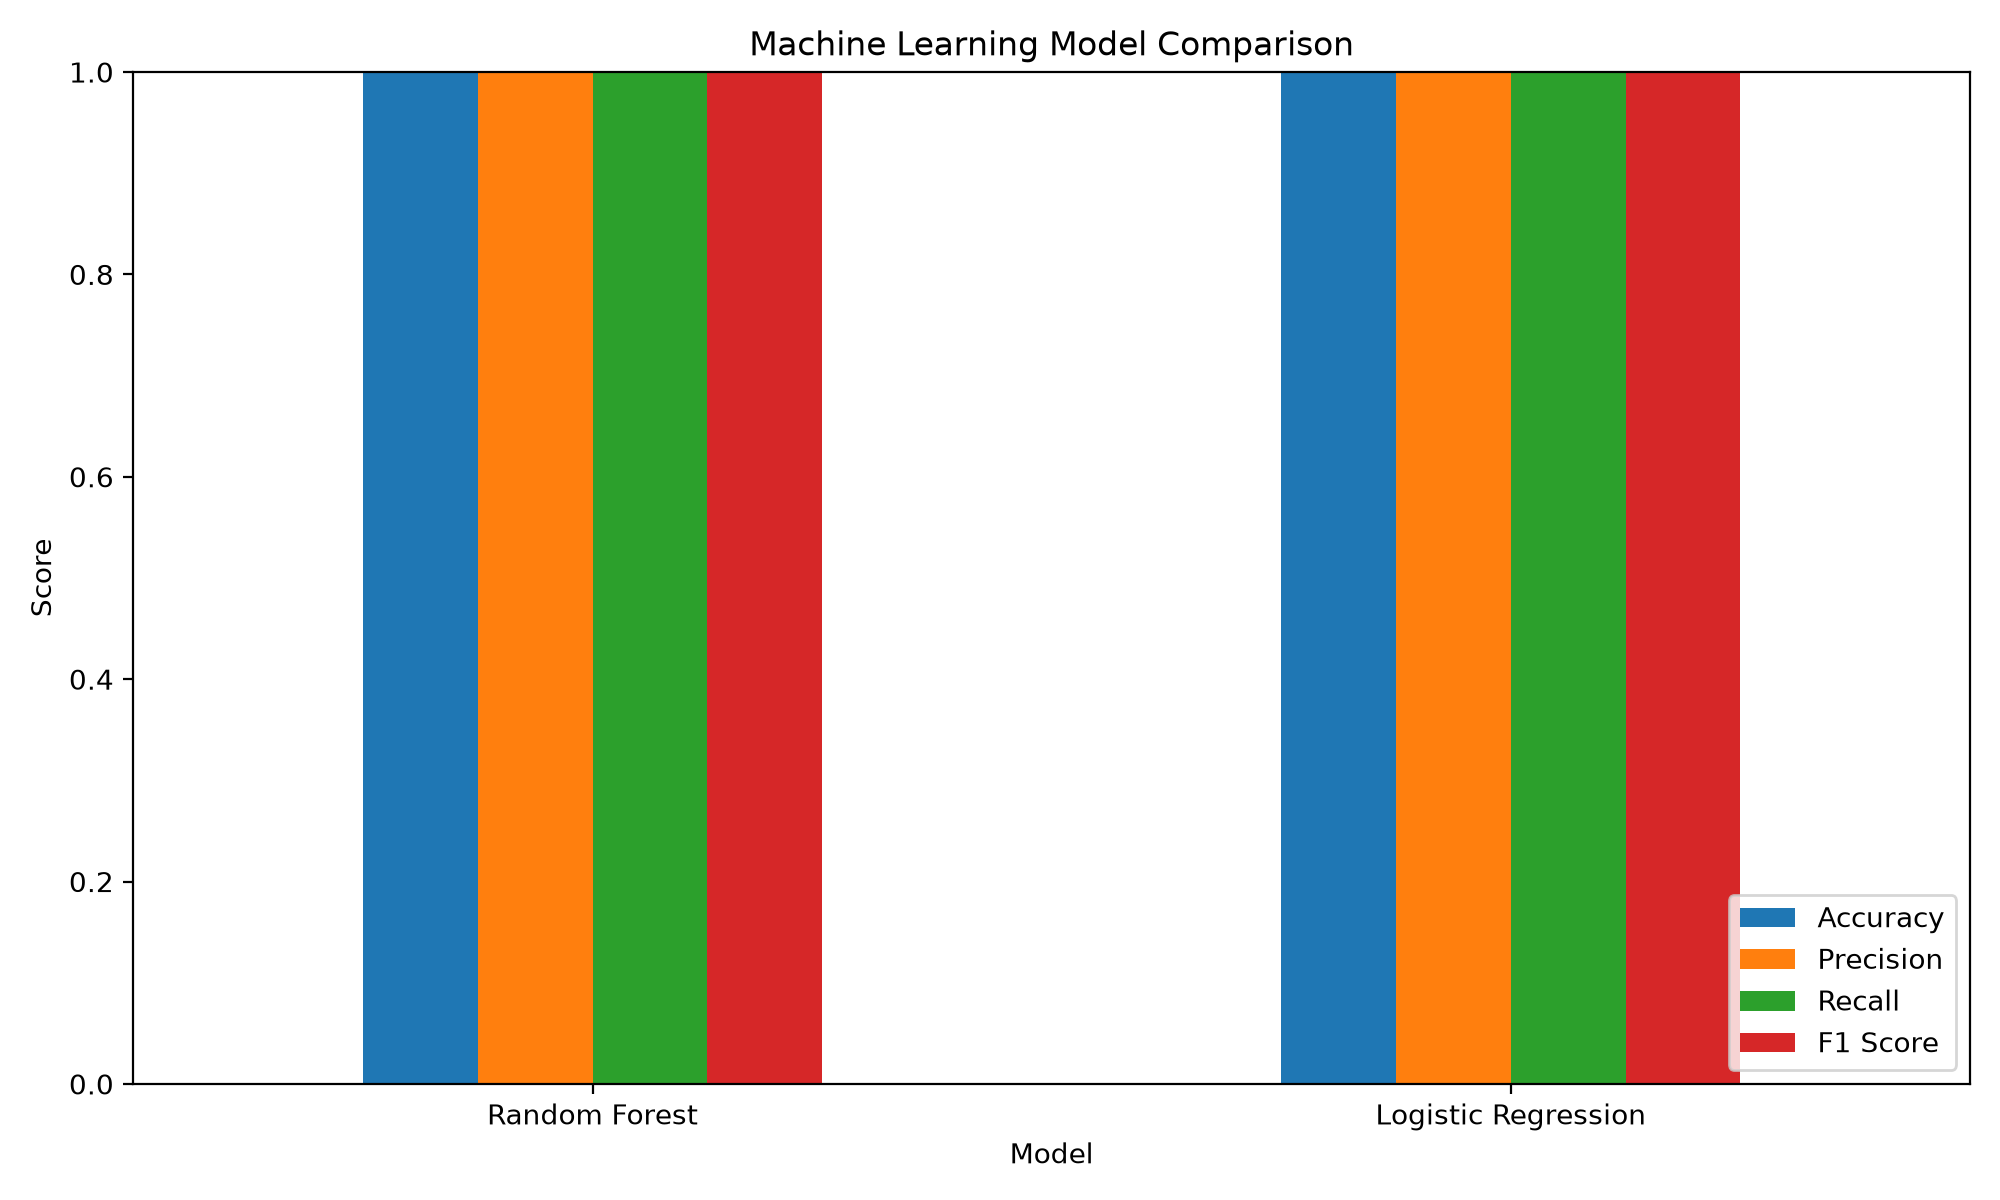 Machine Learning Model Comparison
1.0
0.8
0.6
0.4
0.2
0.0
Score
Random Forest
Logistic Regression
Model
Accuracy
Precision
Recall
F1 Score